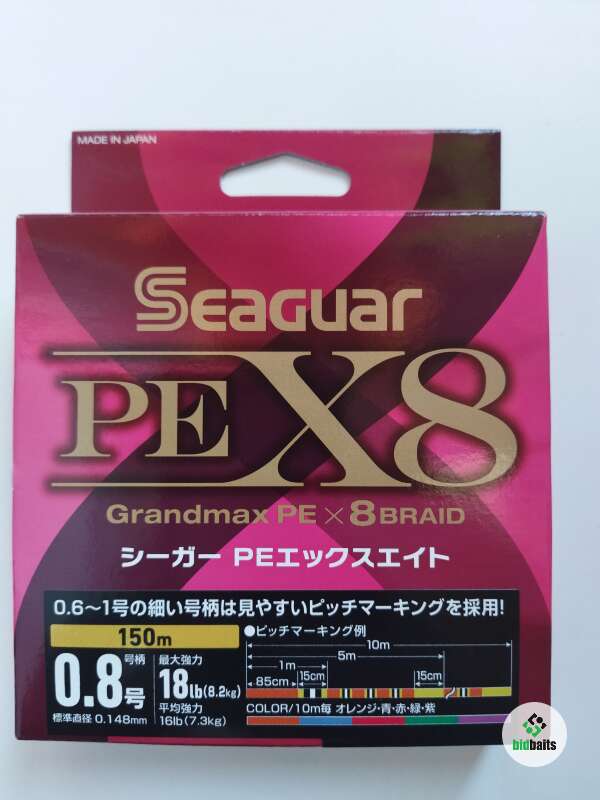 MADE IN JAPAN
Seaguar
PE X8
Grandmax PE × 8 BRAID
シーガー PEエックスエイト
0.6〜1号の細い号柄は見やすいピッチマーキングを採用!
150m
号柄
0.8号
標準直径 0.148mm
最大強力
18lb(8.2kg)
平均強力
16lb(7.3kg)
●ピッチマーキング例
10m
5m
1m
85cm
15cm
15cm
COLOR/10m毎 オレンジ・青・赤・緑・紫
bidbaits